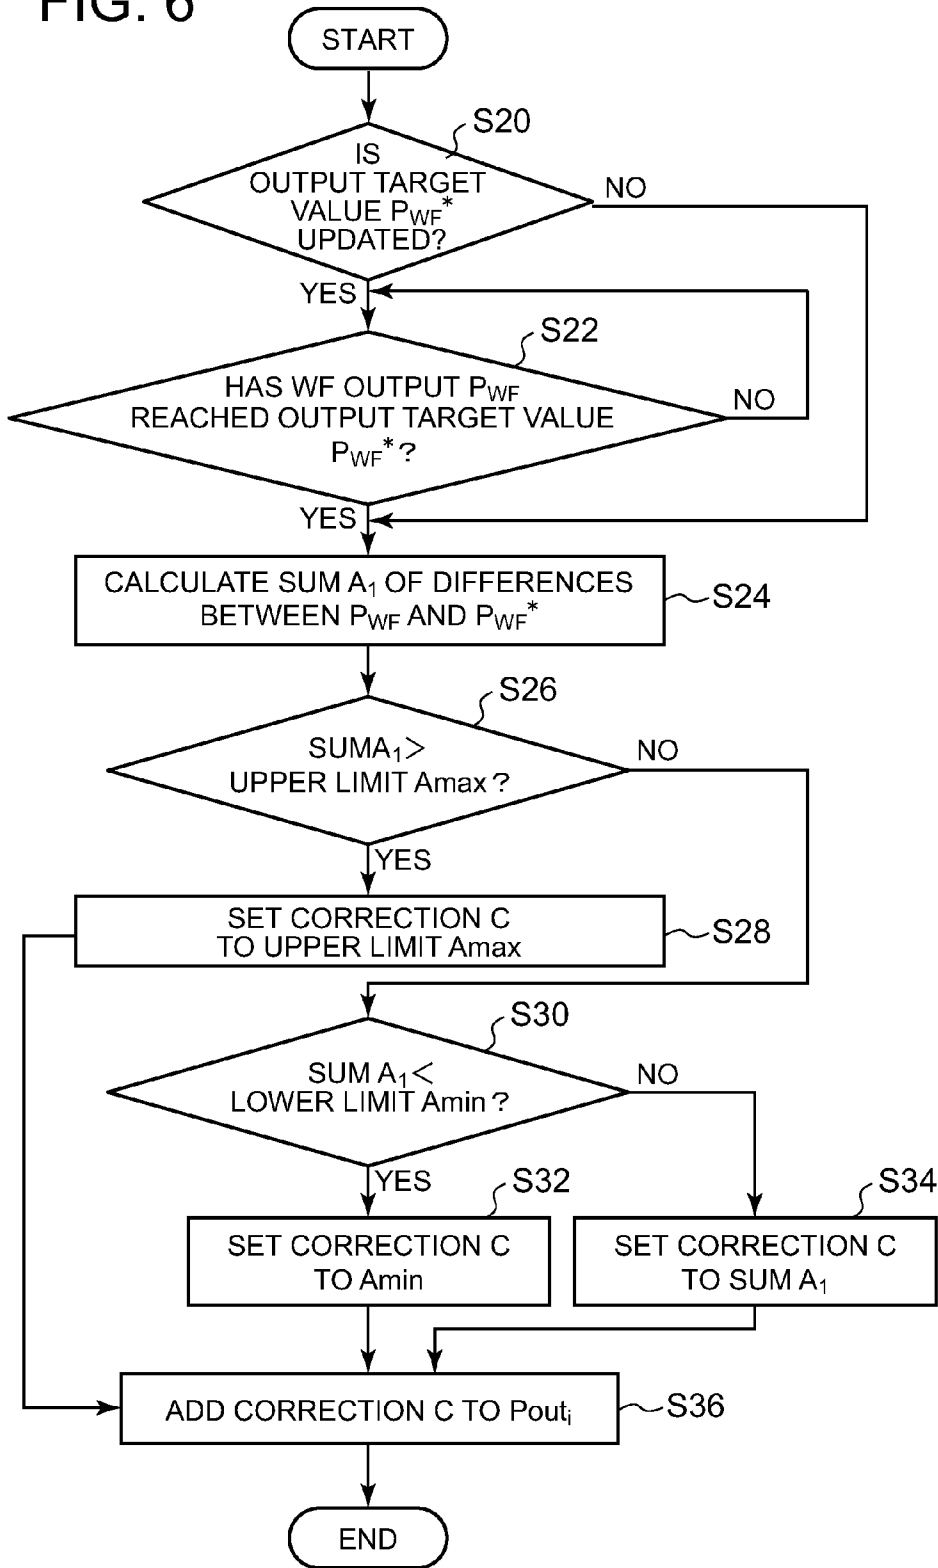 FIG. 6
START
S20
IS
OUTPUT TARGET
VALUE PWF*
UPDATED?
NO
YES
S22
HAS WF OUTPUT PWF
REACHED OUTPUT TARGET VALUE
PWF*?
NO
YES
CALCULATE SUM A1 OF DIFFERENCES
BETWEEN PWF AND PWF*
S24
S26
SUMA1>
UPPER LIMIT Amax?
NO
YES
SET CORRECTION C
TO UPPER LIMIT Amax
S28
S30
SUM A1<
LOWER LIMIT Amin?
NO
YES
S32
SET CORRECTION C
TO Amin
S34
SET CORRECTION C
TO SUM A1
ADD CORRECTION C TO Pouti
S36
END